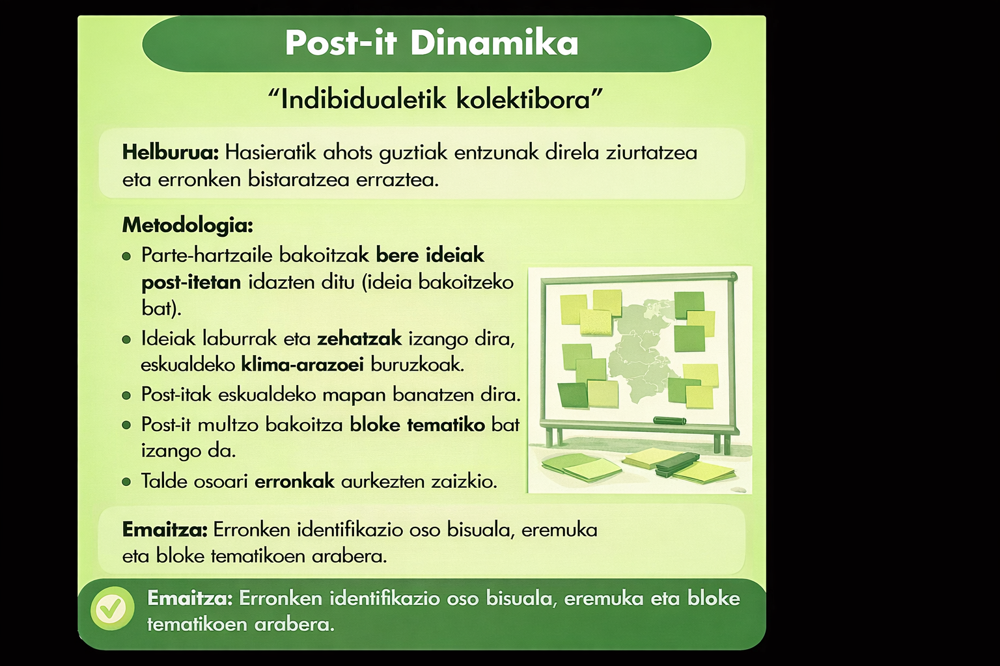 Post-it Dinamika
“Indibidualetik kolektibora”
Helburua: Hasieratik ahots guztiak entzunak direla ziurtatzea
eta erronken bistaratzea erraztea.
Metodologia:
• Parte-hartzaile bakoitzak bere ideiak
post-itetan idazten ditu (ideia bakoitzeko
bat).
• Ideiak laburrak eta zehatzak izango dira,
eskualdeko klima-arazoei buruzkoak.
• Post-itak eskualdeko mapan banatzen dira.
• Post-it multzo bakoitza bloke tematiko bat
izango da.
• Talde osoari erronkak aurkezten zaizkio.
Emaitza: Erronken identifikazio oso bisuala, eremuka
eta bloke tematikoen arabera.
Emaitza: Erronken identifikazio oso bisuala, eremuka eta bloke
tematikoen arabera.